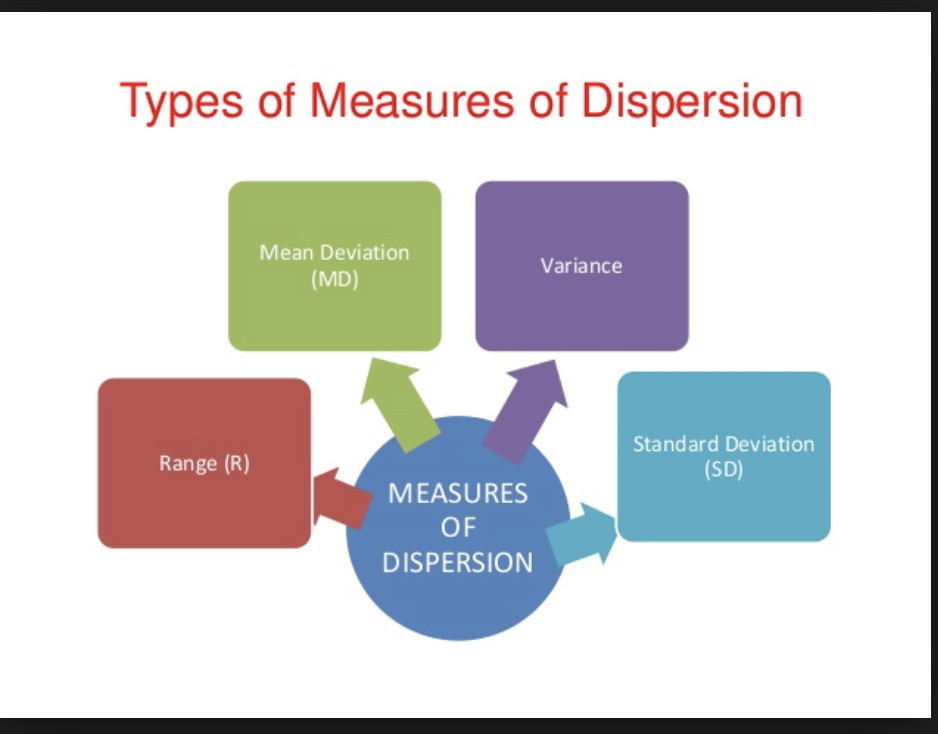 Types of Measures of Dispersion
Mean Deviation
(MD)
Variance
Range (R)
Standard Deviation
(SD)
MEASURES
OF
DISPERSION